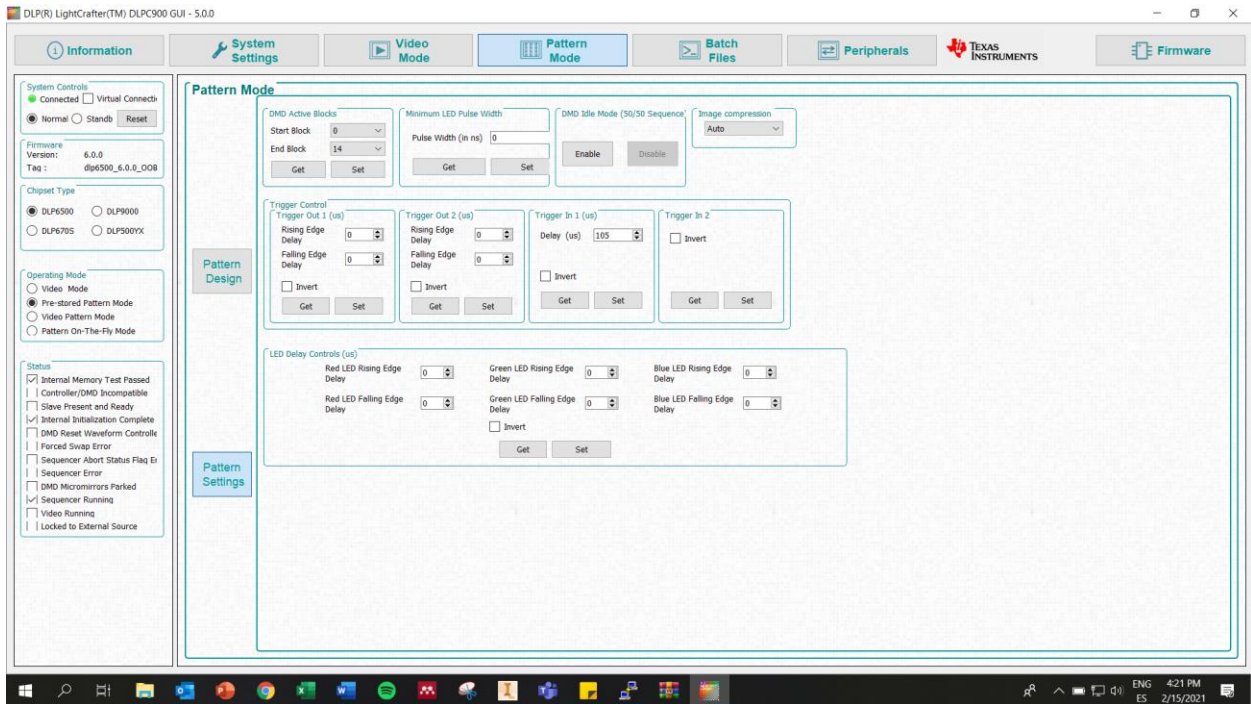 DLP(R) LightCrafter(TM) DLPC900 GUI - 5.0.0
Information
System Settings
Video Mode
Pattern Mode
Batch Files
Peripherals
TEXAS INSTRUMENTS
Firmware
System Controls
Connected Virtual Connecti
Normal Standb Reset
Firmware
Version: 6.0.0
Tag : dlp6500_6.0.0_OOB
Chipset Type
DLP6500 DLP9000
DLP670S DLP500YX
Operating Mode
Video Mode
Pre-stored Pattern Mode
Video Pattern Mode
Pattern On-The-Fly Mode
Status
Internal Memory Test Passed
Controller/DMD Incompatible
Slave Present and Ready
Internal Initialization Complete
DMD Reset Waveform Controlle
Forced Swap Error
Sequencer Abort Status Flag Er
Sequencer Error
DMD Micromirrors Parked
Sequencer Running
Video Running
Locked to External Source
Pattern Mode
Pattern Design
Pattern Settings
DMD Active Blocks
Start Block 0
End Block 14
Get Set
Minimum LED Pulse Width
Pulse Width (in ns) 0
Get Set
DMD Idle Mode (50/50 Sequence)
Enable Disable
Image compression
Auto
Trigger Control
Trigger Out 1 (us)
Rising Edge Delay 0
Falling Edge Delay 0
Invert
Get Set
Trigger Out 2 (us)
Rising Edge Delay 0
Falling Edge Delay 0
Invert
Get Set
Trigger In 1 (us)
Delay (us) 105
Invert
Get Set
Trigger In 2
Invert
Get Set
LED Delay Controls (us)
Red LED Rising Edge Delay 0
Green LED Rising Edge Delay 0
Blue LED Rising Edge Delay 0
Red LED Falling Edge Delay 0
Green LED Falling Edge Delay 0
Blue LED Falling Edge Delay 0
Invert
Get Set
ENG 4:21 PM
ES 2/15/2021